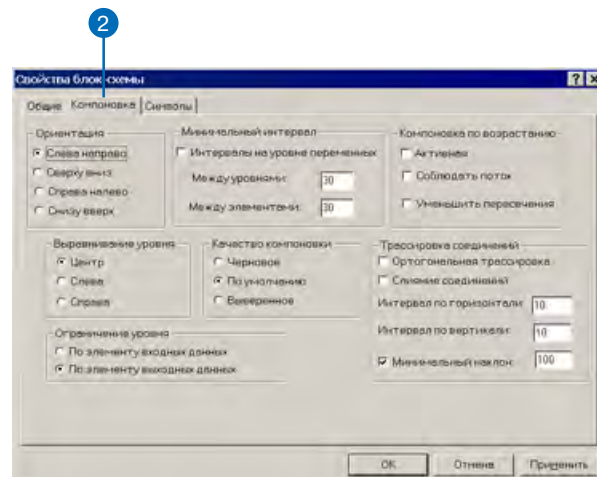 2
Свойства блок-схемы
Общие Компоновка Символы
Ориентация
Слева направо
Сверху вниз
Справа налево
Снизу вверх
Минимальный интервал
Интервалы на уровне переменных
Между уровнями: 30
Между элементами: 30
Компоновка по возрастанию
Активная
Соблюдать поток
Уменьшить пересечения
Выравнивание уровня
Центр
Слева
Справа
Качество компоновки
Черновое
По умолчанию
Выверенное
Трассировка соединений
Ортогональная трассировка
Слияние соединений
Интервал по горизонтали: 10
Интервал по вертикали: 10
Минимальный наклон: 100
Ограничение уровня
По элементу входных данных
По элементу выходных данных
OK Отмена Применить